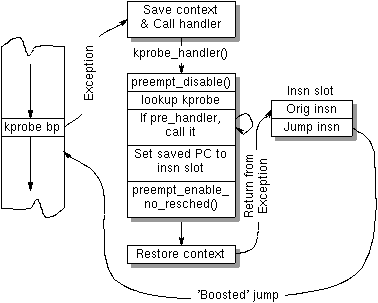 Save context
& Call handler
Exception
kprobe_handler()
preempt_disable()
lookup kprobe
If pre_handler,
call it
Set saved PC to
insn slot
preempt_enable_
no_resched()
Restore context
kprobe bp
Return from
Exception
Insn slot
Orig insn
Jump insn
'Boosted' jump